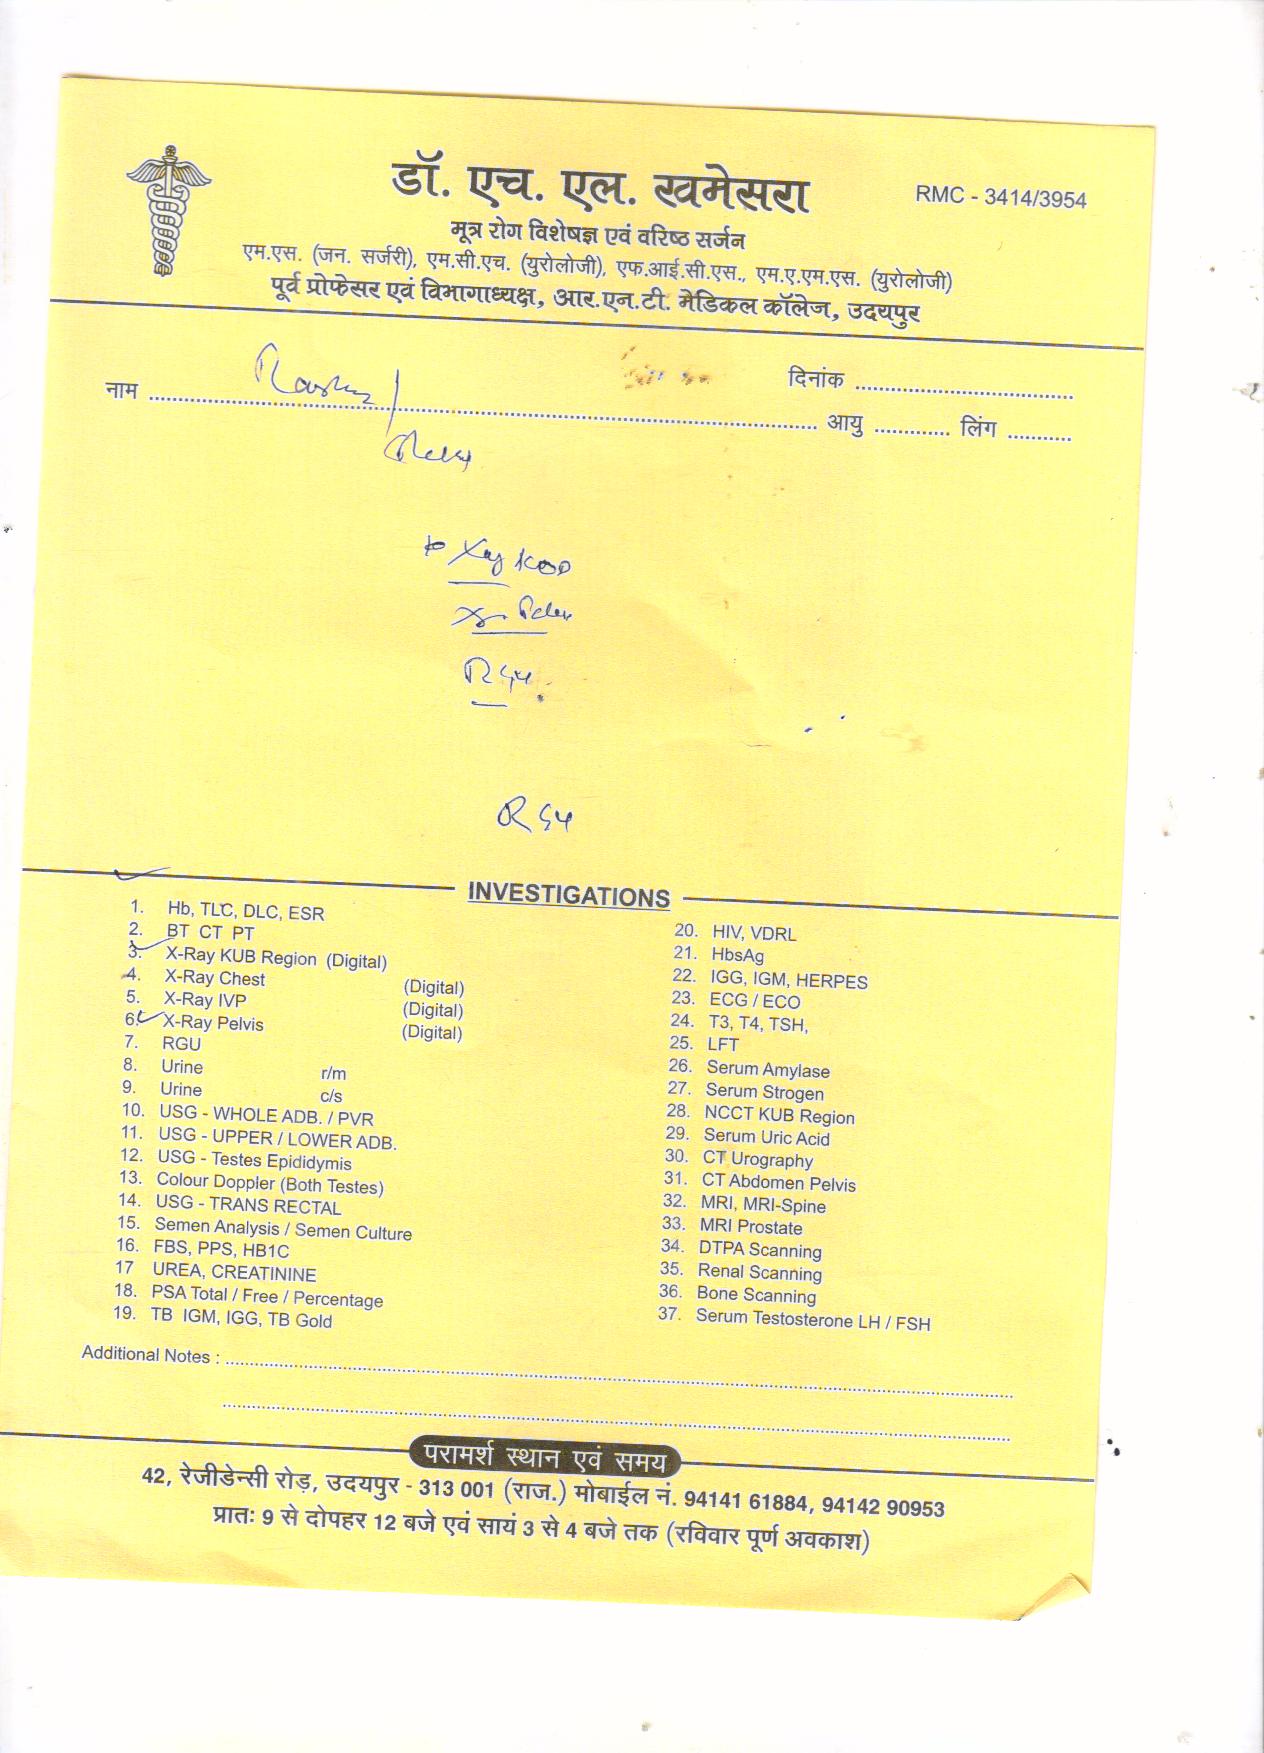 डॉ. एच. एल. खमेसरा
RMC - 3414/3954
मूत्र रोग विशेषज्ञ एवं वरिष्ठ सर्जन
एम.एस. (जन. सर्जरी), एम.सी.एच. (युरोलोजी), एफ.आई.सी.एस., एम.ए.एम.एस. (युरोलोजी)
पूर्व प्रोफेसर एवं विभागाध्यक्ष, आर.एन.टी. मेडिकल कॉलेज, उदयपुर
दिनांक ........................................
नाम ........................................ आयु ............. लिंग ...........
Xray KUB
X-r Pelvis
RGU
RGU
INVESTIGATIONS
1. Hb, TLC, DLC, ESR
2. BT CT PT
3. X-Ray KUB Region (Digital)
4. X-Ray Chest (Digital)
5. X-Ray IVP (Digital)
6. X-Ray Pelvis (Digital)
7. RGU
8. Urine r/m
9. Urine c/s
10. USG - WHOLE ADB. / PVR
11. USG - UPPER / LOWER ADB.
12. USG - Testes Epididymis
13. Colour Doppler (Both Testes)
14. USG - TRANS RECTAL
15. Semen Analysis / Semen Culture
16. FBS, PPS, HB1C
17 UREA, CREATININE
18. PSA Total / Free / Percentage
19. TB IGM, IGG, TB Gold
20. HIV, VDRL
21. HbsAg
22. IGG, IGM, HERPES
23. ECG / ECO
24. T3, T4, TSH,
25. LFT
26. Serum Amylase
27. Serum Strogen
28. NCCT KUB Region
29. Serum Uric Acid
30. CT Urography
31. CT Abdomen Pelvis
32. MRI, MRI-Spine
33. MRI Prostate
34. DTPA Scanning
35. Renal Scanning
36. Bone Scanning
37. Serum Testosterone LH / FSH
Additional Notes : ........................................
परामर्श स्थान एवं समय
42, रेजीडेन्सी रोड़, उदयपुर - 313 001 (राज.) मोबाईल नं. 94141 61884, 94142 90953
प्रातः 9 से दोपहर 12 बजे एवं सायं 3 से 4 बजे तक (रविवार पूर्ण अवकाश)